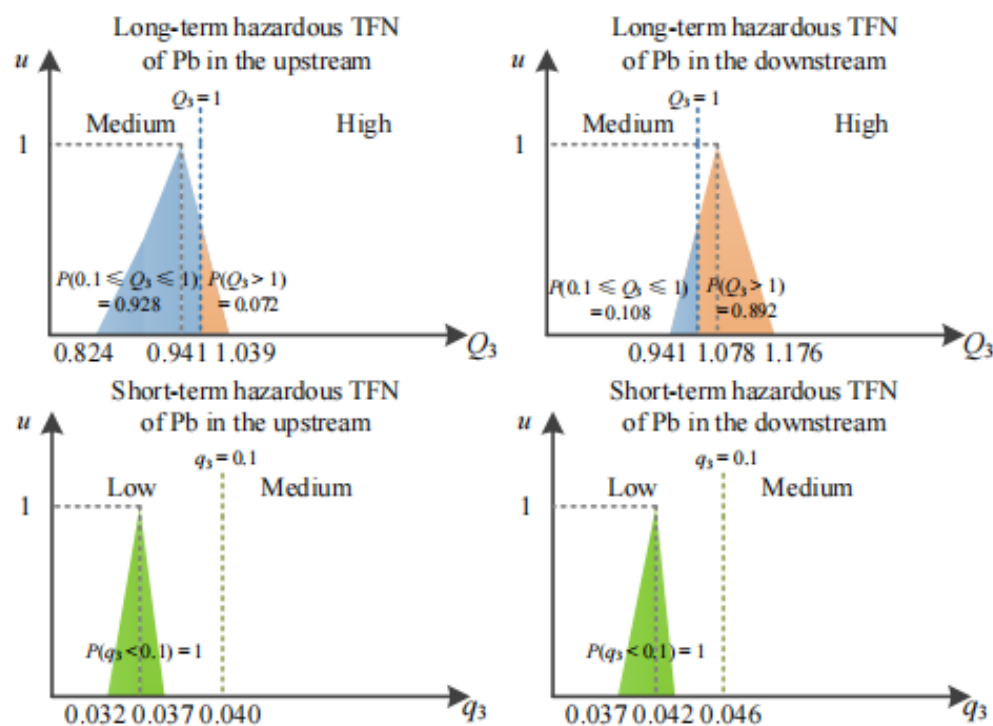 Long-term hazardous TFN
of Pb in the upstream
u
Q₃ = 1
Medium
High
1
P(0.1 ⩽ Q₃ ⩽ 1)
= 0.928
P(Q₃ > 1)
= 0.072
0.824
0.941
1.039
Q₃
Long-term hazardous TFN
of Pb in the downstream
u
Q₃ = 1
Medium
High
1
P(0.1 ⩽ Q₃ ⩽ 1)
= 0.108
P(Q₃ > 1)
= 0.892
0.941
1.078
1.176
Q₃
Short-term hazardous TFN
of Pb in the upstream
u
q₃ = 0.1
Low
Medium
1
P(q₃ < 0.1) = 1
0.032
0.037
0.040
q₃
Short-term hazardous TFN
of Pb in the downstream
u
q₃ = 0.1
Low
Medium
1
P(q₃ < 0.1) = 1
0.037
0.042
0.046
q₃